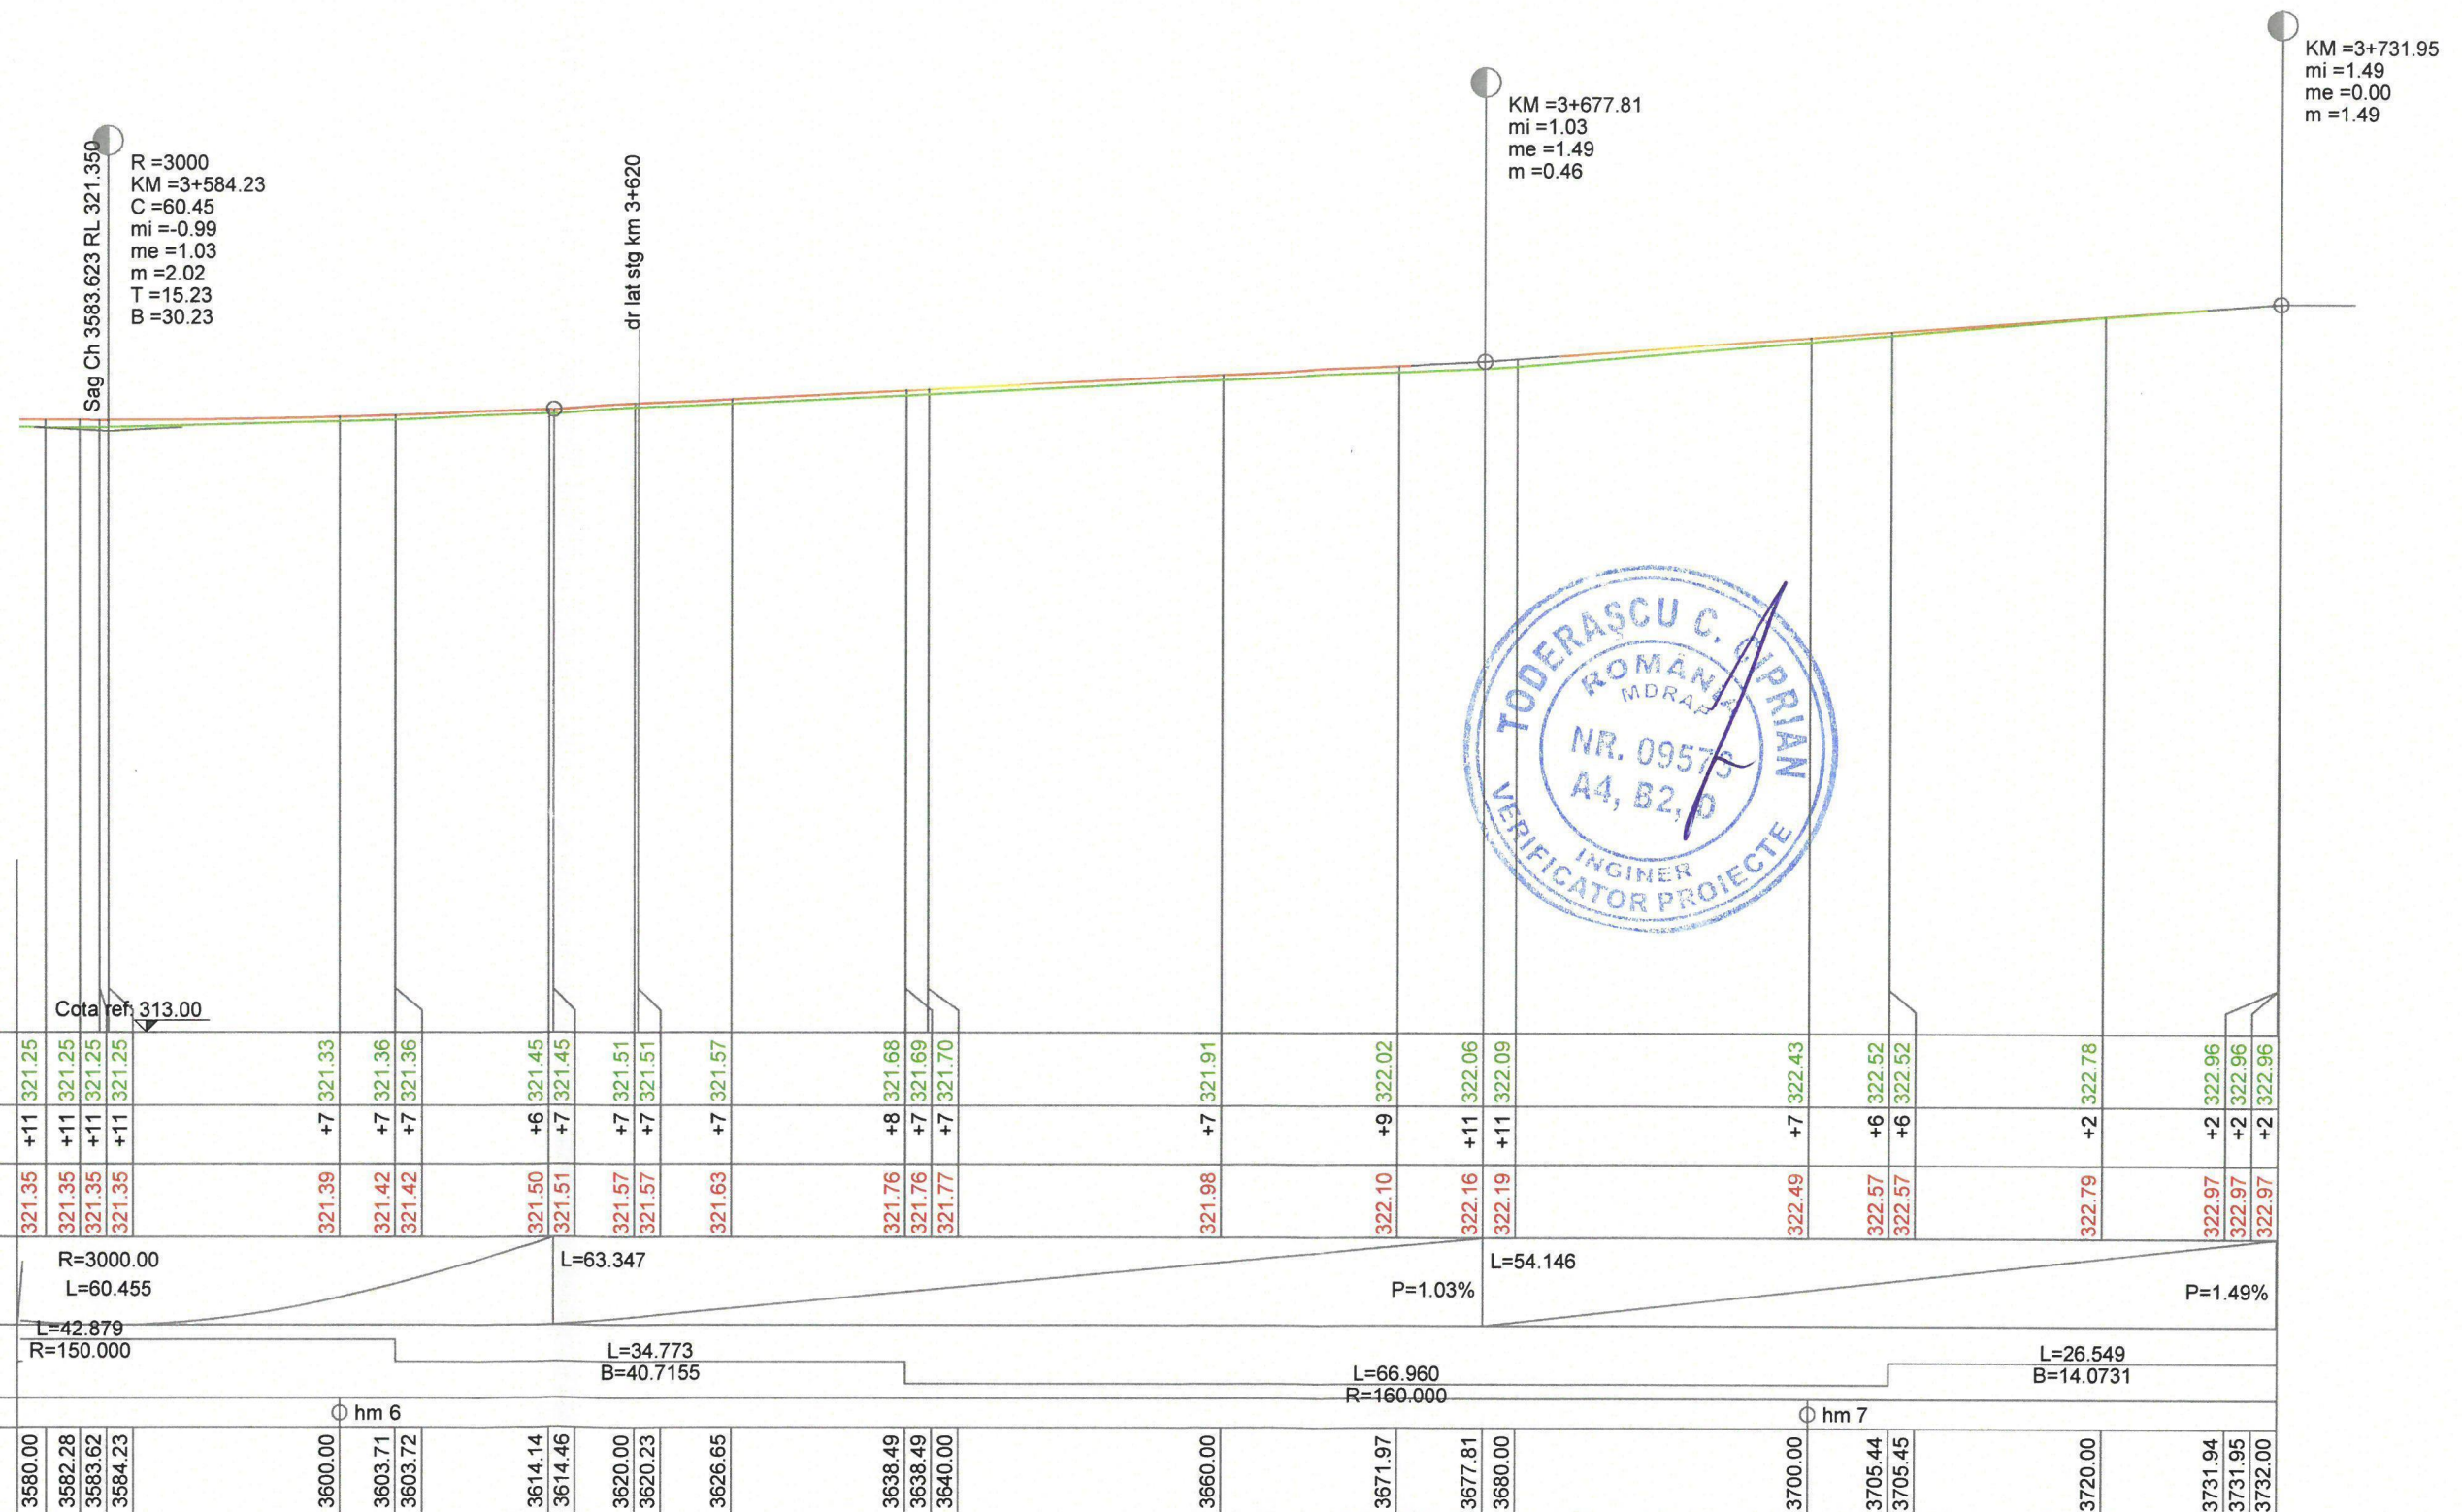 KM =3+731.95
mi =1.49
me =0.00
m =1.49
KM =3+677.81
mi =1.03
me =1.49
m =0.46
Sag Ch 3583.623 RL 321.350
R =3000
KM =3+584.23
C =60.45
mi =-0.99
me =1.03
m =2.02
T =15.23
B =30.23
dr lat stg km 3+620
TODERAȘCU C. CIPRIAN
ROMÂNIA
MDRAP
NR. 09576
A4, B2, D
INGINER
VERIFICATOR PROIECTE
Cota ref: 313.00
321.25 321.25 321.25 321.25 321.33 321.36 321.36 321.45 321.45 321.51 321.51 321.57 321.68 321.69 321.70 321.91 322.02 322.06 322.09 322.43 322.52 322.52 322.78 322.96 322.96 322.96
+11 +11 +11 +11 +7 +7 +7 +6 +7 +7 +7 +7 +8 +7 +7 +7 +9 +11 +11 +7 +6 +6 +2 +2 +2 +2
321.35 321.35 321.35 321.35 321.39 321.42 321.42 321.50 321.51 321.57 321.57 321.63 321.76 321.76 321.77 321.98 322.10 322.16 322.19 322.49 322.57 322.57 322.79 322.97 322.97 322.97
R=3000.00
L=60.455
L=63.347
P=1.03%
L=54.146
P=1.49%
L=42.879
R=150.000
L=34.773
B=40.7155
L=66.960
R=160.000
L=26.549
B=14.0731
hm 6
hm 7
3580.00 3582.28 3583.62 3584.23 3600.00 3603.71 3603.72 3614.14 3614.46 3620.00 3620.23 3626.65 3638.49 3638.49 3640.00 3660.00 3671.97 3677.81 3680.00 3700.00 3705.44 3705.45 3720.00 3731.94 3731.95 3732.00